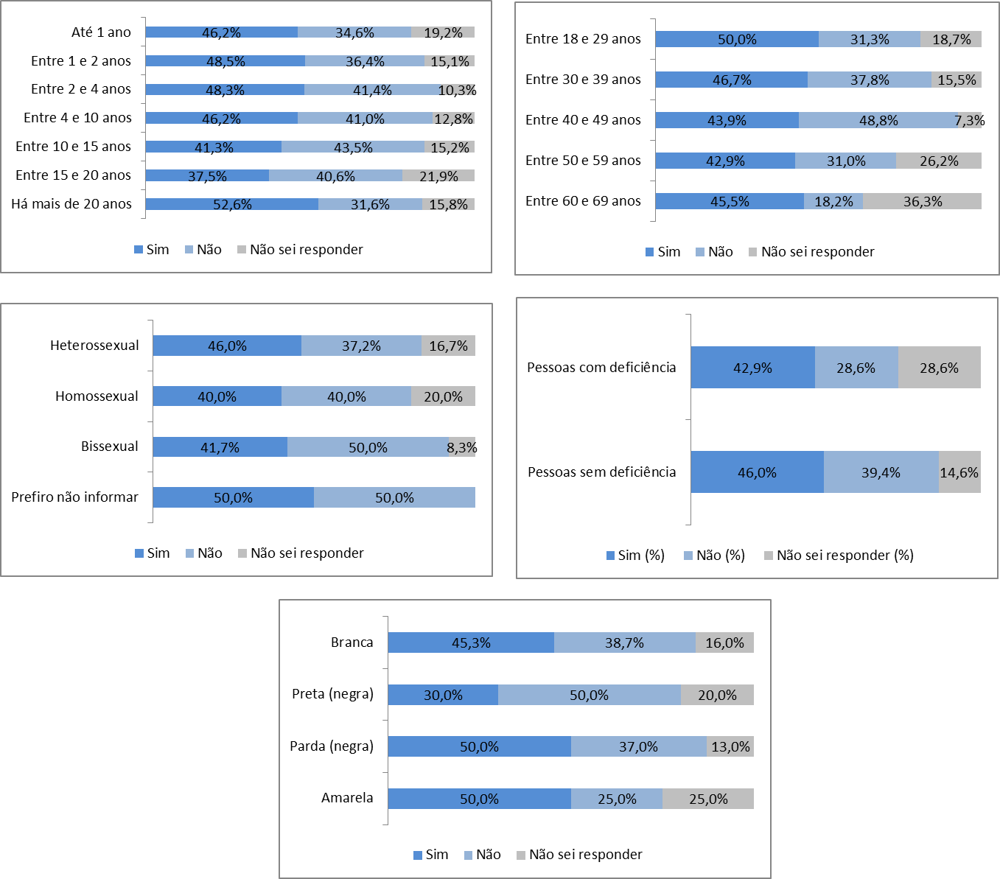 Até 1 ano 46,2% 34,6% 19,2%
Entre 1 e 2 anos 48,5% 36,4% 15,1%
Entre 2 e 4 anos 48,3% 41,4% 10,3%
Entre 4 e 10 anos 46,2% 41,0% 12,8%
Entre 10 e 15 anos 41,3% 43,5% 15,2%
Entre 15 e 20 anos 37,5% 40,6% 21,9%
Há mais de 20 anos 52,6% 31,6% 15,8%
Sim Não Não sei responder
Entre 18 e 29 anos 50,0% 31,3% 18,7%
Entre 30 e 39 anos 46,7% 37,8% 15,5%
Entre 40 e 49 anos 43,9% 48,8% 7,3%
Entre 50 e 59 anos 42,9% 31,0% 26,2%
Entre 60 e 69 anos 45,5% 18,2% 36,3%
Sim Não Não sei responder
Heterossexual 46,0% 37,2% 16,7%
Homossexual 40,0% 40,0% 20,0%
Bissexual 41,7% 50,0% 8,3%
Prefiro não informar 50,0% 50,0%
Sim Não Não sei responder
Pessoas com deficiência 42,9% 28,6% 28,6%
Pessoas sem deficiência 46,0% 39,4% 14,6%
Sim (%) Não (%) Não sei responder (%)
Branca 45,3% 38,7% 16,0%
Preta (negra) 30,0% 50,0% 20,0%
Parda (negra) 50,0% 37,0% 13,0%
Amarela 50,0% 25,0% 25,0%
Sim Não Não sei responder